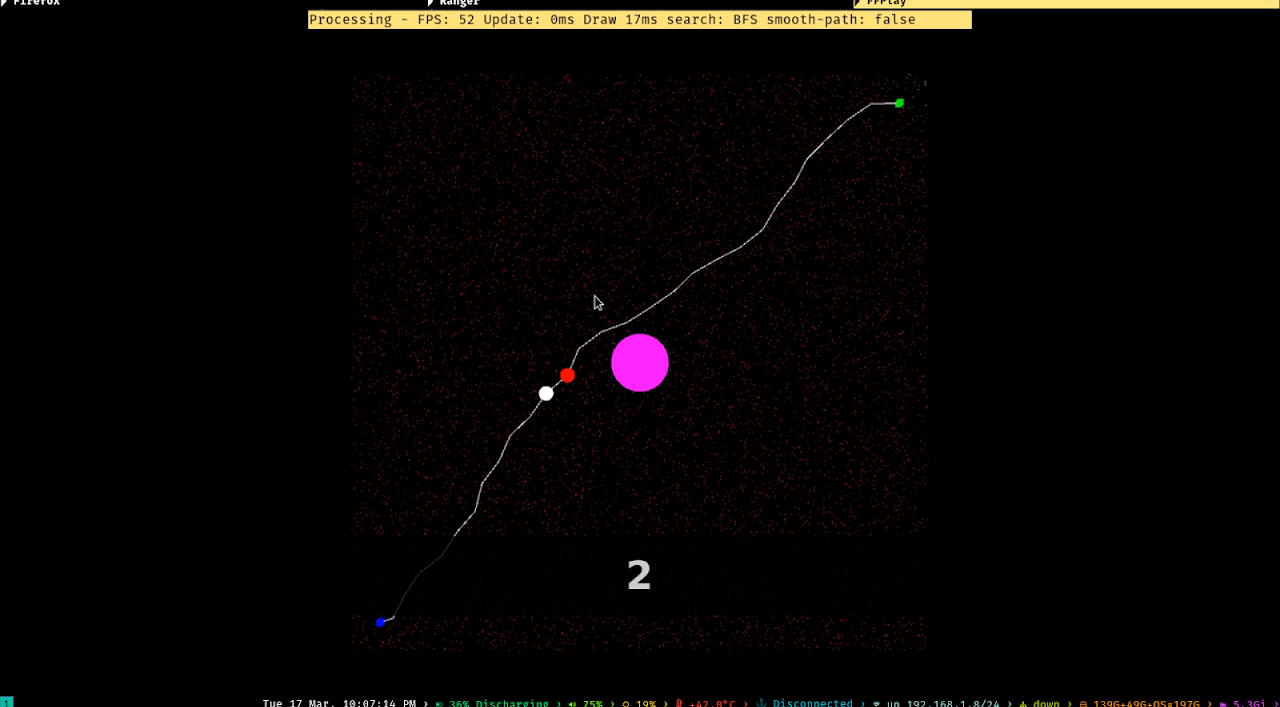 Firefox
Ranger
FFPlay
Processing - FPS: 52 Update: 0ms Draw 17ms search: BFS smooth-path: false
2
1
Tue 17 Mar, 10:07:14 PM › 36% Discharging › 75% › 19% › +42.0°C › Disconnected › up 192.168.1.8/24 › down › 139G+49G+OS=197G › 5.3Gi ›